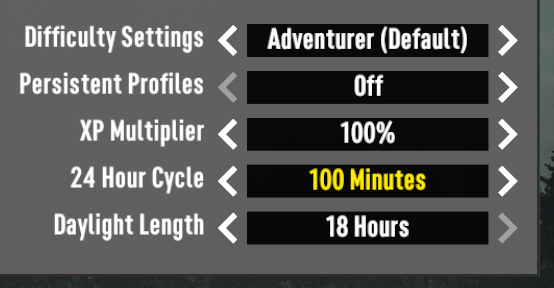 Difficulty Settings Adventurer (Default)
Persistent Profiles Off
XP Multiplier 100%
24 Hour Cycle 100 Minutes
Daylight Length 18 Hours